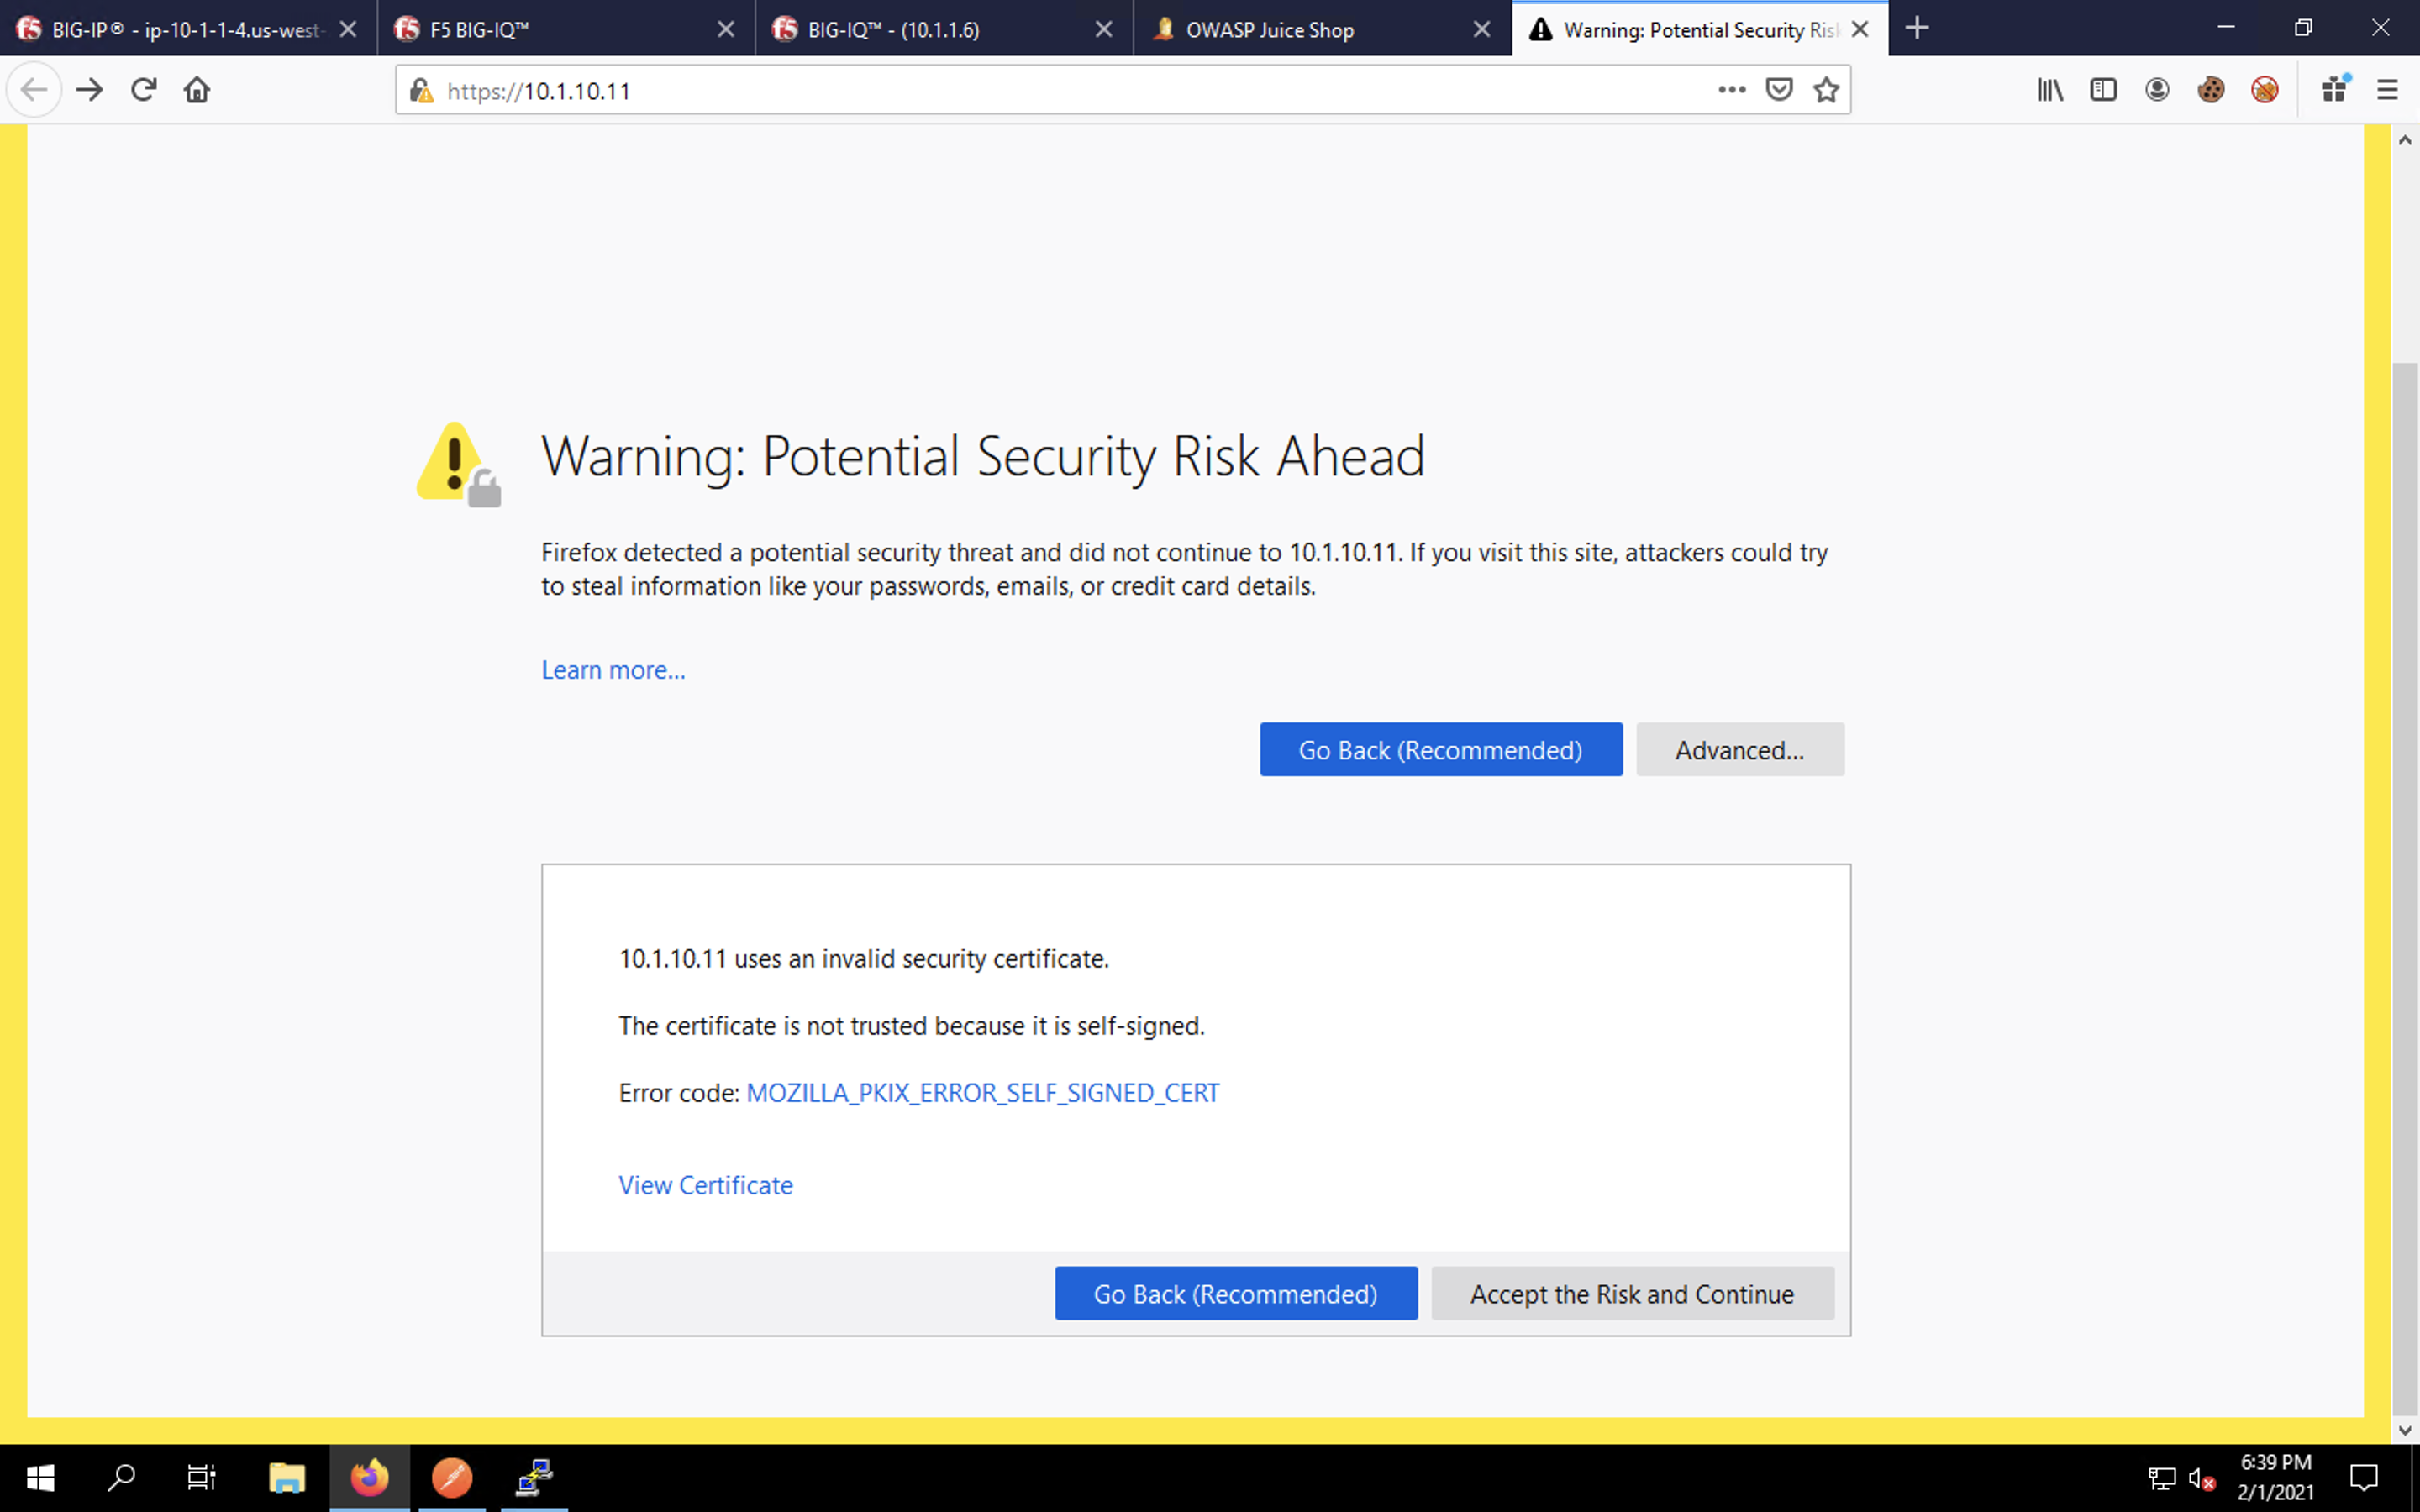 BIG-IP® - ip-10-1-1-4.us-west-
F5 BIG-IQ™
BIG-IQ™ - (10.1.1.6)
OWASP Juice Shop
Warning: Potential Security Risk
https://10.1.10.11
Warning: Potential Security Risk Ahead
Firefox detected a potential security threat and did not continue to 10.1.10.11. If you visit this site, attackers could try
to steal information like your passwords, emails, or credit card details.
Learn more...
Go Back (Recommended)
Advanced...
10.1.10.11 uses an invalid security certificate.
The certificate is not trusted because it is self-signed.
Error code: MOZILLA_PKIX_ERROR_SELF_SIGNED_CERT
View Certificate
Go Back (Recommended)
Accept the Risk and Continue
6:39 PM
2/1/2021